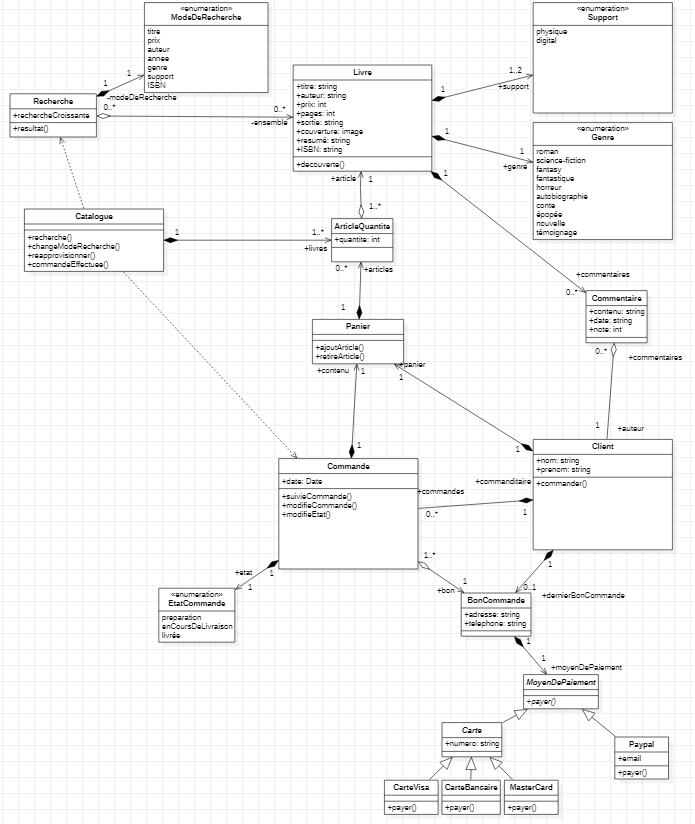 «enumeration»
ModeDeRecherche
titre
prix
auteur
annee
genre
support
ISBN
«enumeration»
Support
physique
digital
Livre
+titre: string
+auteur: string
+prix: int
+pages: int
+sortie: string
+couverture: image
+resumé: string
+ISBN: string
+decouverte()
Recherche
+rechercheCroissante
+resultat()
1
1
-modeDeRecherche
0..*
0..*
-ensemble
1
1..2
+support
1
1
+genre
«enumeration»
Genre
roman
science-fiction
fantasy
fantastique
horreur
autobiographie
conte
épopée
nouvelle
témoignage
+article
1
1..*
Catalogue
+recherche()
+changeModeRecherche()
+reapprovisionner()
+commandeEffectuee()
1
1..*
+livres
ArticleQuantite
+quantite: int
0..*
+articles
1
+commentaires
0..*
Commentaire
+contenu: string
+date: string
+note: int
0..*
+commentaires
Panier
+ajoutArticle()
+retireArticle()
+contenu
1
+panier
1
1
1
+auteur
1
Client
+nom: string
+prenom: string
+commander()
Commande
+date: Date
+suivieCommande()
+modifieCommande()
+modifieEtat()
+commandes
0..*
+commanditaire
1
1..*
1
+bon
1
0..1
+dernierBonCommande
+etat
1
1
«enumeration»
EtatCommande
preparation
enCoursDeLivraison
livrée
BonCommande
+adresse: string
+telephone: string
1
1
+moyenDePaiement
MoyenDePaiement
+payer()
Carte
+numero: string
Paypal
+email
+payer()
CarteVisa
+payer()
CarteBancaire
+payer()
MasterCard
+payer()